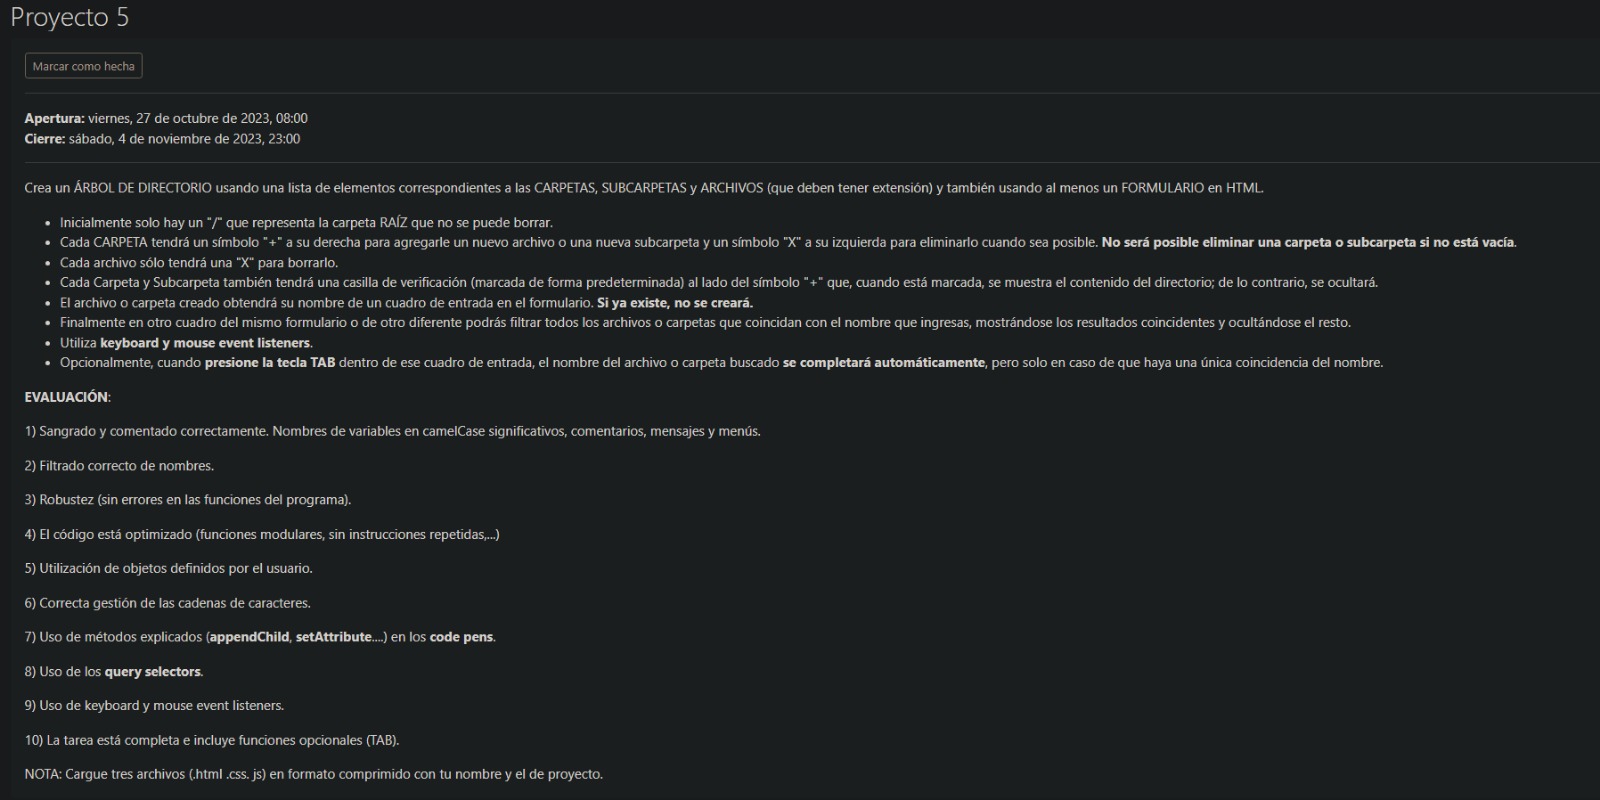 Proyecto 5
Marcar como hecha
Apertura: viernes, 27 de octubre de 2023, 08:00
Cierre: sábado, 4 de noviembre de 2023, 23:00
Crea un ÁRBOL DE DIRECTORIO usando una lista de elementos correspondientes a las CARPETAS, SUBCARPETAS y ARCHIVOS (que deben tener extensión) y también usando al menos un FORMULARIO en HTML.
• Inicialmente solo hay un "/" que representa la carpeta RAÍZ que no se puede borrar.
• Cada CARPETA tendrá un símbolo "+" a su derecha para agregarle un nuevo archivo o una nueva subcarpeta y un símbolo "X" a su izquierda para eliminarlo cuando sea posible. No será posible eliminar una carpeta o subcarpeta si no está vacía.
• Cada archivo sólo tendrá una "X" para borrarlo.
• Cada Carpeta y Subcarpeta también tendrá una casilla de verificación (marcada de forma predeterminada) al lado del símbolo "+" que, cuando está marcada, se muestra el contenido del directorio; de lo contrario, se ocultará.
• El archivo o carpeta creado obtendrá su nombre de un cuadro de entrada en el formulario. Si ya existe, no se creará.
• Finalmente en otro cuadro del mismo formulario o de otro diferente podrás filtrar todos los archivos o carpetas que coincidan con el nombre que ingresas, mostrándose los resultados coincidentes y ocultándose el resto.
• Utiliza keyboard y mouse event listeners.
• Opcionalmente, cuando presione la tecla TAB dentro de ese cuadro de entrada, el nombre del archivo o carpeta buscado se completará automáticamente, pero solo en caso de que haya una única coincidencia del nombre.
EVALUACIÓN:
1) Sangrado y comentado correctamente. Nombres de variables en camelCase significativos, comentarios, mensajes y menús.
2) Filtrado correcto de nombres.
3) Robustez (sin errores en las funciones del programa).
4) El código está optimizado (funciones modulares, sin instrucciones repetidas,...)
5) Utilización de objetos definidos por el usuario.
6) Correcta gestión de las cadenas de caracteres.
7) Uso de métodos explicados (appendChild, setAttribute....) en los code pens.
8) Uso de los query selectors.
9) Uso de keyboard y mouse event listeners.
10) La tarea está completa e incluye funciones opcionales (TAB).
NOTA: Cargue tres archivos (.html .css. js) en formato comprimido con tu nombre y el de proyecto.